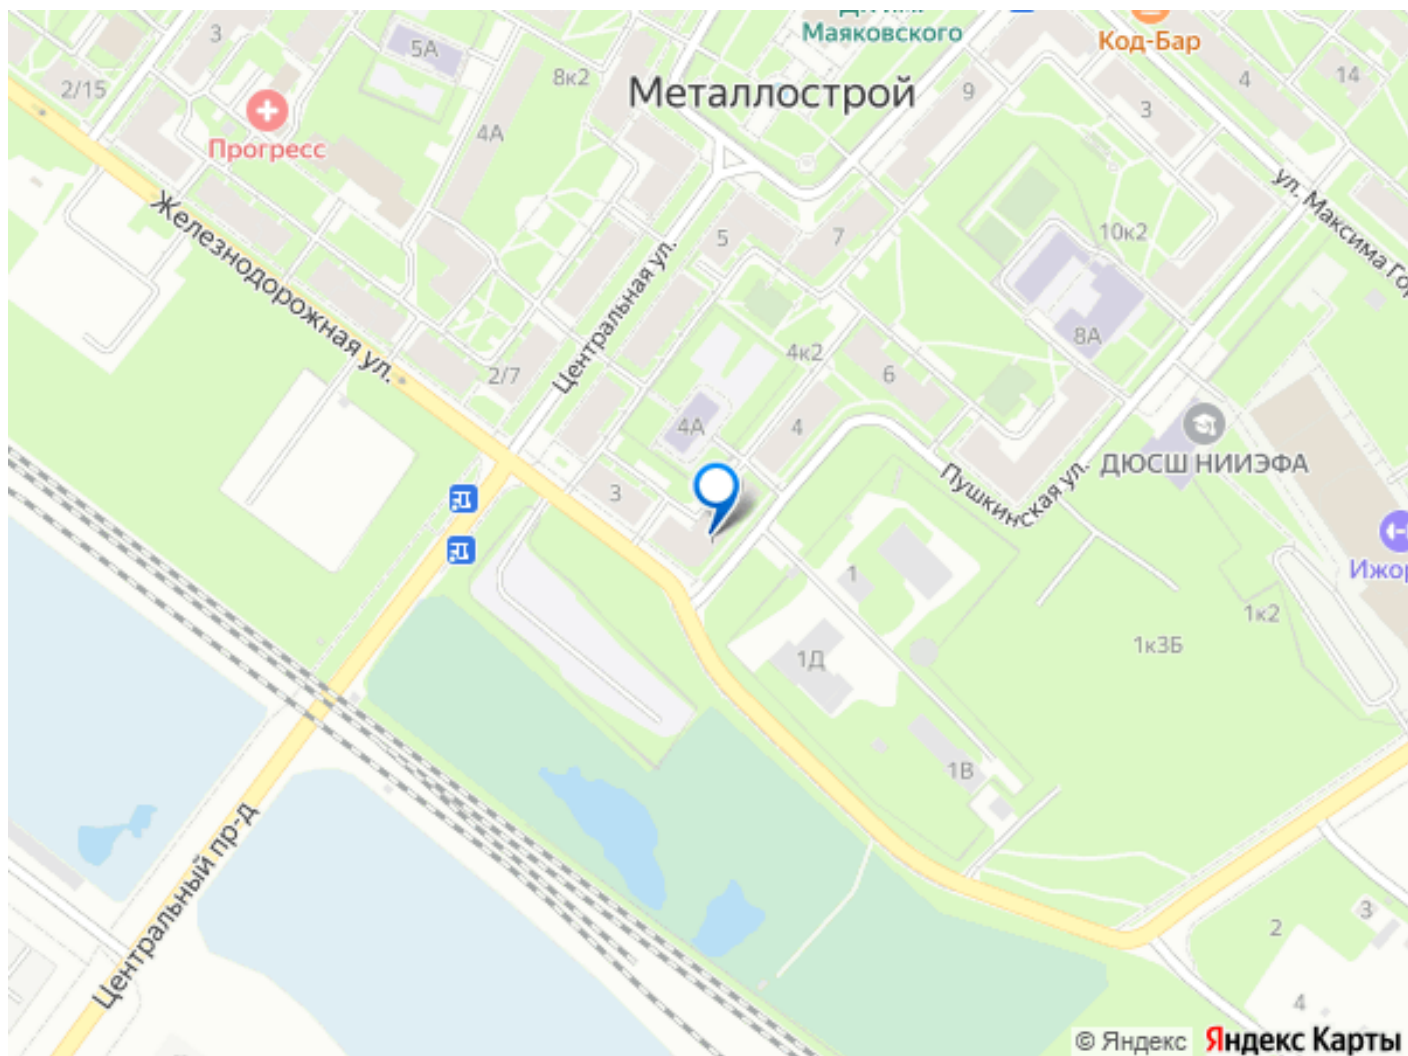 Маяковского
Код-Бар
3
5А
8к2
2/15
Металлострой
9
4
14
3
4А
Прогресс
ул. Максима Гор
Железнодорожная ул.
Центральная ул.
5
7
10к2
8А
4к2
2/7
6
4А
4
ДЮСШ НИИЭФА
Пушкинская ул.
3
Ижор
1
1к2
1Д
1к3Б
1В
Центральный пр-д
3
2
4
© Яндекс
Яндекс Карты